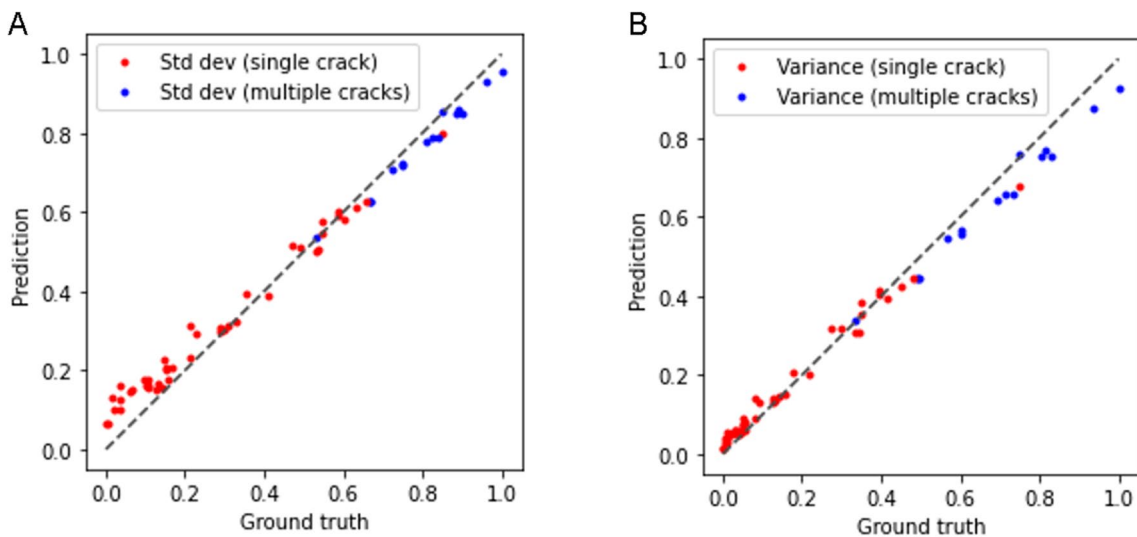 A
Std dev (single crack)
Std dev (multiple cracks)
1.0
0.8
0.6
0.4
0.2
0.0
Prediction
0.0 0.2 0.4 0.6 0.8 1.0
Ground truth
B
Variance (single crack)
Variance (multiple cracks)
1.0
0.8
0.6
0.4
0.2
0.0
Prediction
0.0 0.2 0.4 0.6 0.8 1.0
Ground truth